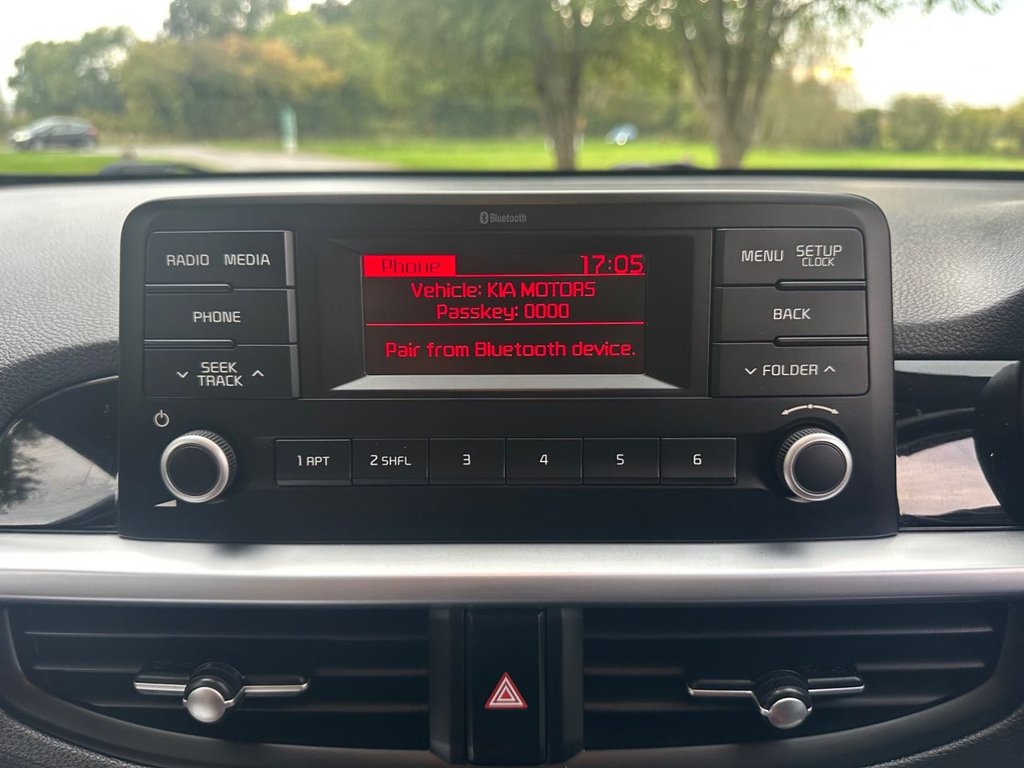 Bluetooth
RADIO MEDIA
PHONE
SEEK
TRACK
Phone 17:05
Vehicle: KIA MOTORS
Passkey: 0000
Pair from Bluetooth device.
MENU SETUP
CLOCK
BACK
FOLDER
1 RPT 2 SHFL 3 4 5 6